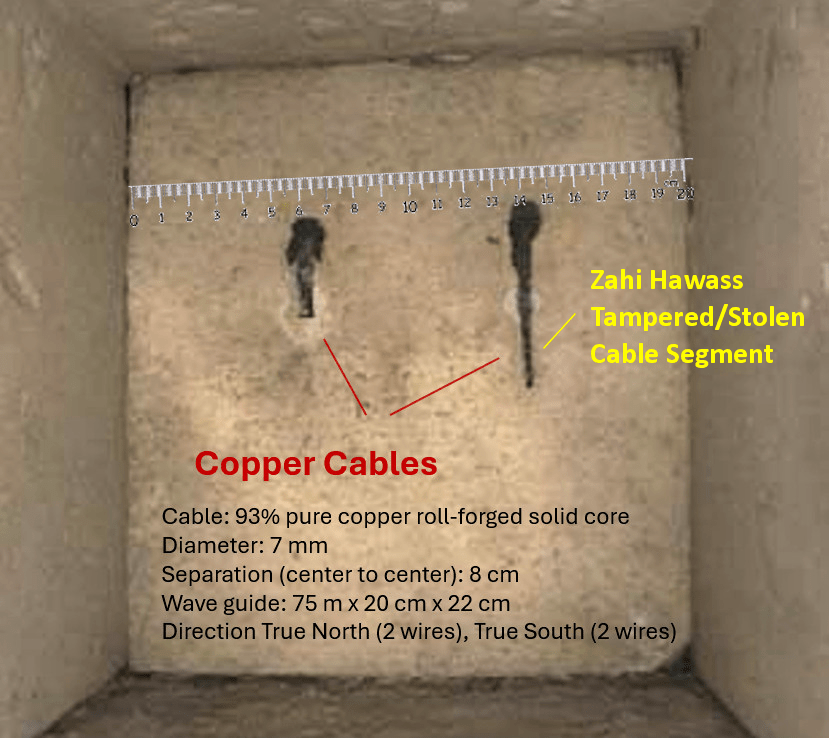 0 1 2 3 4 5 6 7 8 9 10 11 12 13 14 15 16 17 18 19 20
Zahi Hawass
Tampered/Stolen
Cable Segment
Copper Cables
Cable: 93% pure copper roll-forged solid core
Diameter: 7 mm
Separation (center to center): 8 cm
Wave guide: 75 m x 20 cm x 22 cm
Direction True North (2 wires), True South (2 wires)